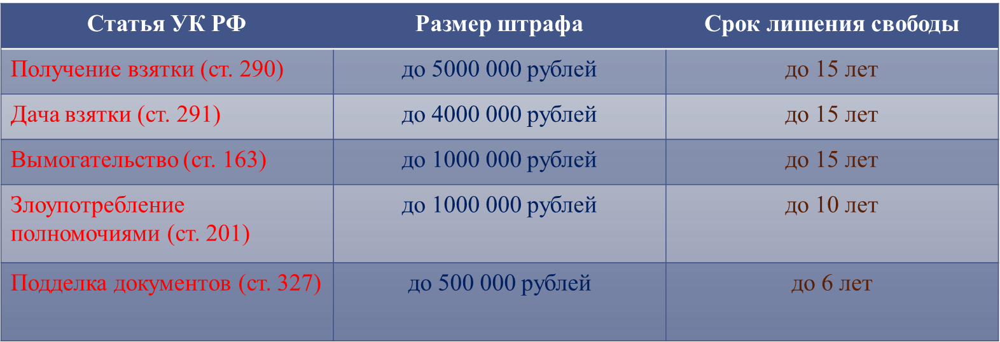 Статья УК РФ Размер штрафа Срок лишения свободы
Получение взятки (ст. 290) до 5000 000 рублей до 15 лет
Дача взятки (ст. 291) до 4000 000 рублей до 15 лет
Вымогательство (ст. 163) до 1000 000 рублей до 15 лет
Злоупотребление до 1000 000 рублей до 10 лет
полномочиями (ст. 201)
Подделка документов (ст. 327) до 500 000 рублей до 6 лет